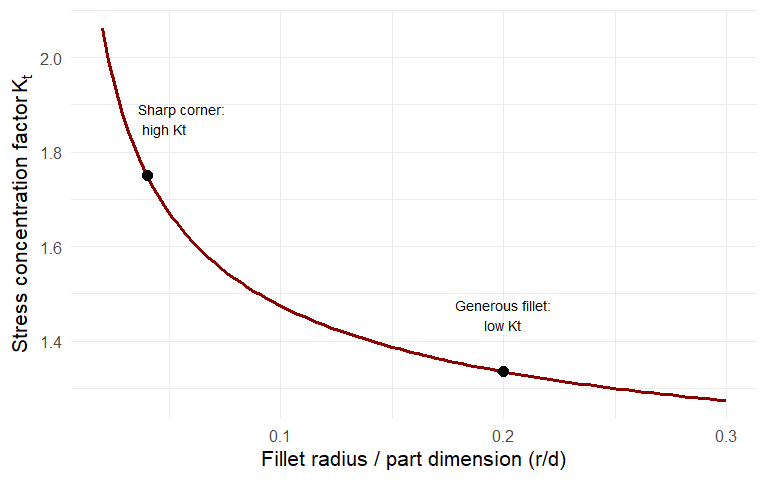 Stress concentration factor Kt
2.0
1.8
1.6
1.4
Sharp corner:
high Kt
Generous fillet:
low Kt
0.1
0.2
0.3
Fillet radius / part dimension (r/d)